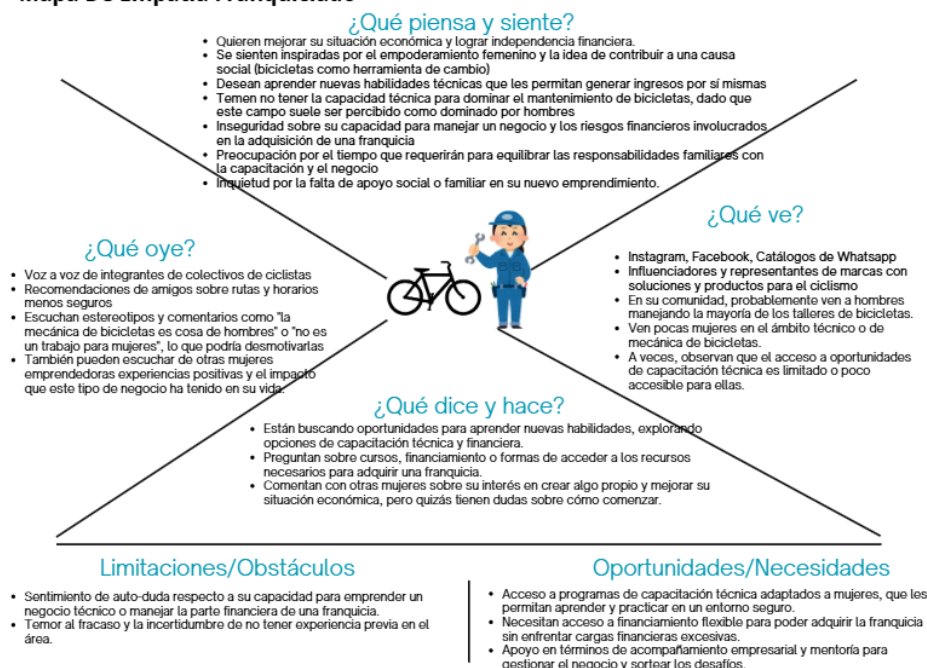 Mapa De Empatía Franquiciado
¿Qué piensa y siente?
• Quieren mejorar su situación económica y lograr independencia financiera.
• Se sienten inspiradas por el empoderamiento femenino y la idea de contribuir a una causa
social (bicicletas como herramienta de cambio)
• Desean aprender nuevas habilidades técnicas que les permitan generar ingresos por sí mismas
• Temen no tener la capacidad técnica para dominar el mantenimiento de bicicletas, dado que
este campo suele ser percibido como dominado por hombres
• Inseguridad sobre su capacidad para manejar un negocio y los riesgos financieros involucrados
en la adquisición de una franquicia
• Preocupación por el tiempo que requerirán para equilibrar las responsabilidades familiares con
la capacitación y el negocio
• Inquietud por la falta de apoyo social o familiar en su nuevo emprendimiento.
¿Qué oye?
• Voz a voz de integrantes de colectivos de ciclistas
• Recomendaciones de amigos sobre rutas y horarios
menos seguros
• Escuchan estereotipos y comentarios como "la
mecánica de bicicletas es cosa de hombres" o "no es
un trabajo para mujeres", lo que podría desmotivarlas
• También pueden escuchar de otras mujeres
emprendedoras experiencias positivas y el impacto
que este tipo de negocio ha tenido en su vida.
¿Qué ve?
• Instagram, Facebook, Catálogos de Whatsapp
• Influenciadores y representantes de marcas con
soluciones y productos para el ciclismo
• En su comunidad, probablemente ven a hombres
manejando la mayoría de los talleres de bicicletas.
• Ven pocas mujeres en el ámbito técnico o de
mecánica de bicicletas.
• A veces, observan que el acceso a oportunidades
de capacitación técnica es limitado o poco
accesible para ellas.
¿Qué dice y hace?
• Están buscando oportunidades para aprender nuevas habilidades, explorando
opciones de capacitación técnica y financiera.
• Preguntan sobre cursos, financiamiento o formas de acceder a los recursos
necesarios para adquirir una franquicia.
• Comentan con otras mujeres sobre su interés en crear algo propio y mejorar su
situación económica, pero quizás tienen dudas sobre cómo comenzar.
Limitaciones/Obstáculos
• Sentimiento de auto-duda respecto a su capacidad para emprender un
negocio técnico o manejar la parte financiera de una franquicia.
• Temor al fracaso y la incertidumbre de no tener experiencia previa en el
área.
Oportunidades/Necesidades
• Acceso a programas de capacitación técnica adaptados a mujeres, que les
permitan aprender y practicar en un entorno seguro.
• Necesitan acceso a financiamiento flexible para poder adquirir la franquicia
sin enfrentar cargas financieras excesivas.
• Apoyo en términos de acompañamiento empresarial y mentoría para
gestionar el negocio y sortear los desafíos.